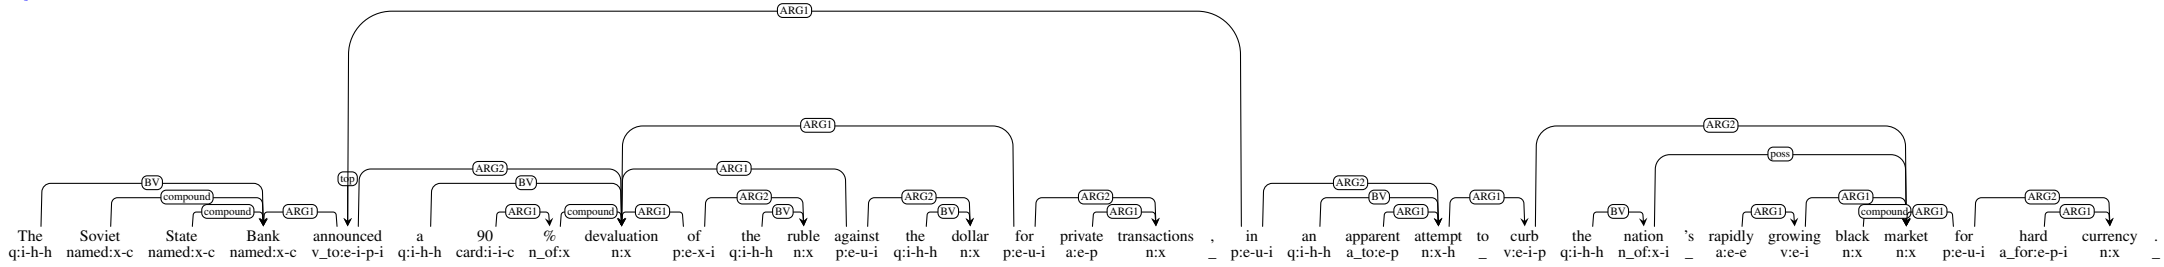 ARG1
ARG1 ARG2
poss
top ARG2 ARG1
BV BV ARG2
compound ARG2 ARG2 ARG2 BV ARG1 ARG2
compound ARG1 ARG1 compound ARG1 BV BV ARG1 ARG1 ARG1 BV ARG1 compound ARG1 ARG1
The Soviet State Bank announced a 90 % devaluation of the ruble against the dollar for private transactions , in an apparent attempt to curb the nation 's rapidly growing black market for hard currency .
q:i-h-h named:x-c named:x-c named:x-c v_to:e-i-p-i q:i-h-h card:i-i-c n_of:x n:x p:e-x-i q:i-h-h n:x p:e-u-i q:i-h-h n:x p:e-u-i a:e-p n:x _ p:e-u-i q:i-h-h a_to:e-p n:x-h _ v:e-i-p q:i-h-h n_of:x-i _ a:e-e v:e-i n:x n:x p:e-u-i a_for:e-p-i n:x _